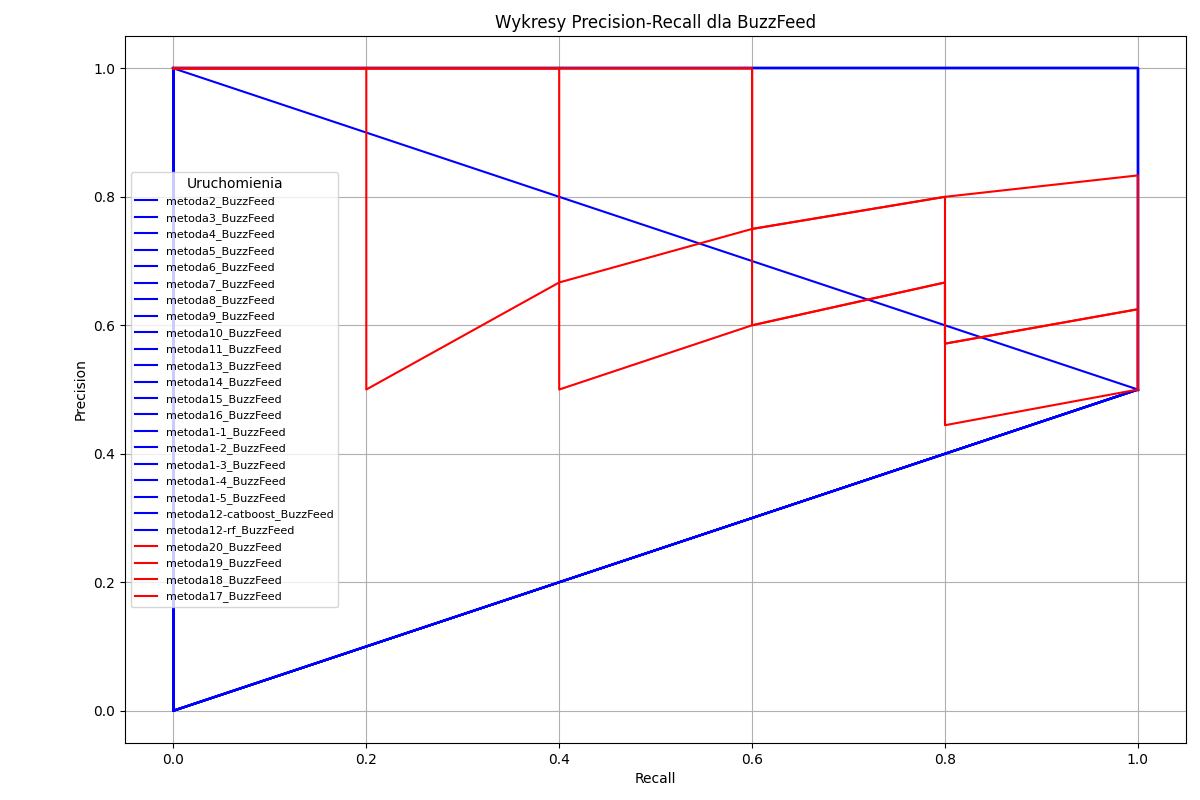 Wykresy Precision-Recall dla BuzzFeed
1.0
0.8
0.6
0.4
0.2
0.0
Precision
Uruchomienia
metoda2_BuzzFeed
metoda3_BuzzFeed
metoda4_BuzzFeed
metoda5_BuzzFeed
metoda6_BuzzFeed
metoda7_BuzzFeed
metoda8_BuzzFeed
metoda9_BuzzFeed
metoda10_BuzzFeed
metoda11_BuzzFeed
metoda13_BuzzFeed
metoda14_BuzzFeed
metoda15_BuzzFeed
metoda16_BuzzFeed
metoda1-1_BuzzFeed
metoda1-2_BuzzFeed
metoda1-3_BuzzFeed
metoda1-4_BuzzFeed
metoda1-5_BuzzFeed
metoda12-catboost_BuzzFeed
metoda12-rf_BuzzFeed
metoda20_BuzzFeed
metoda19_BuzzFeed
metoda18_BuzzFeed
metoda17_BuzzFeed
0.0 0.2 0.4 0.6 0.8 1.0
Recall